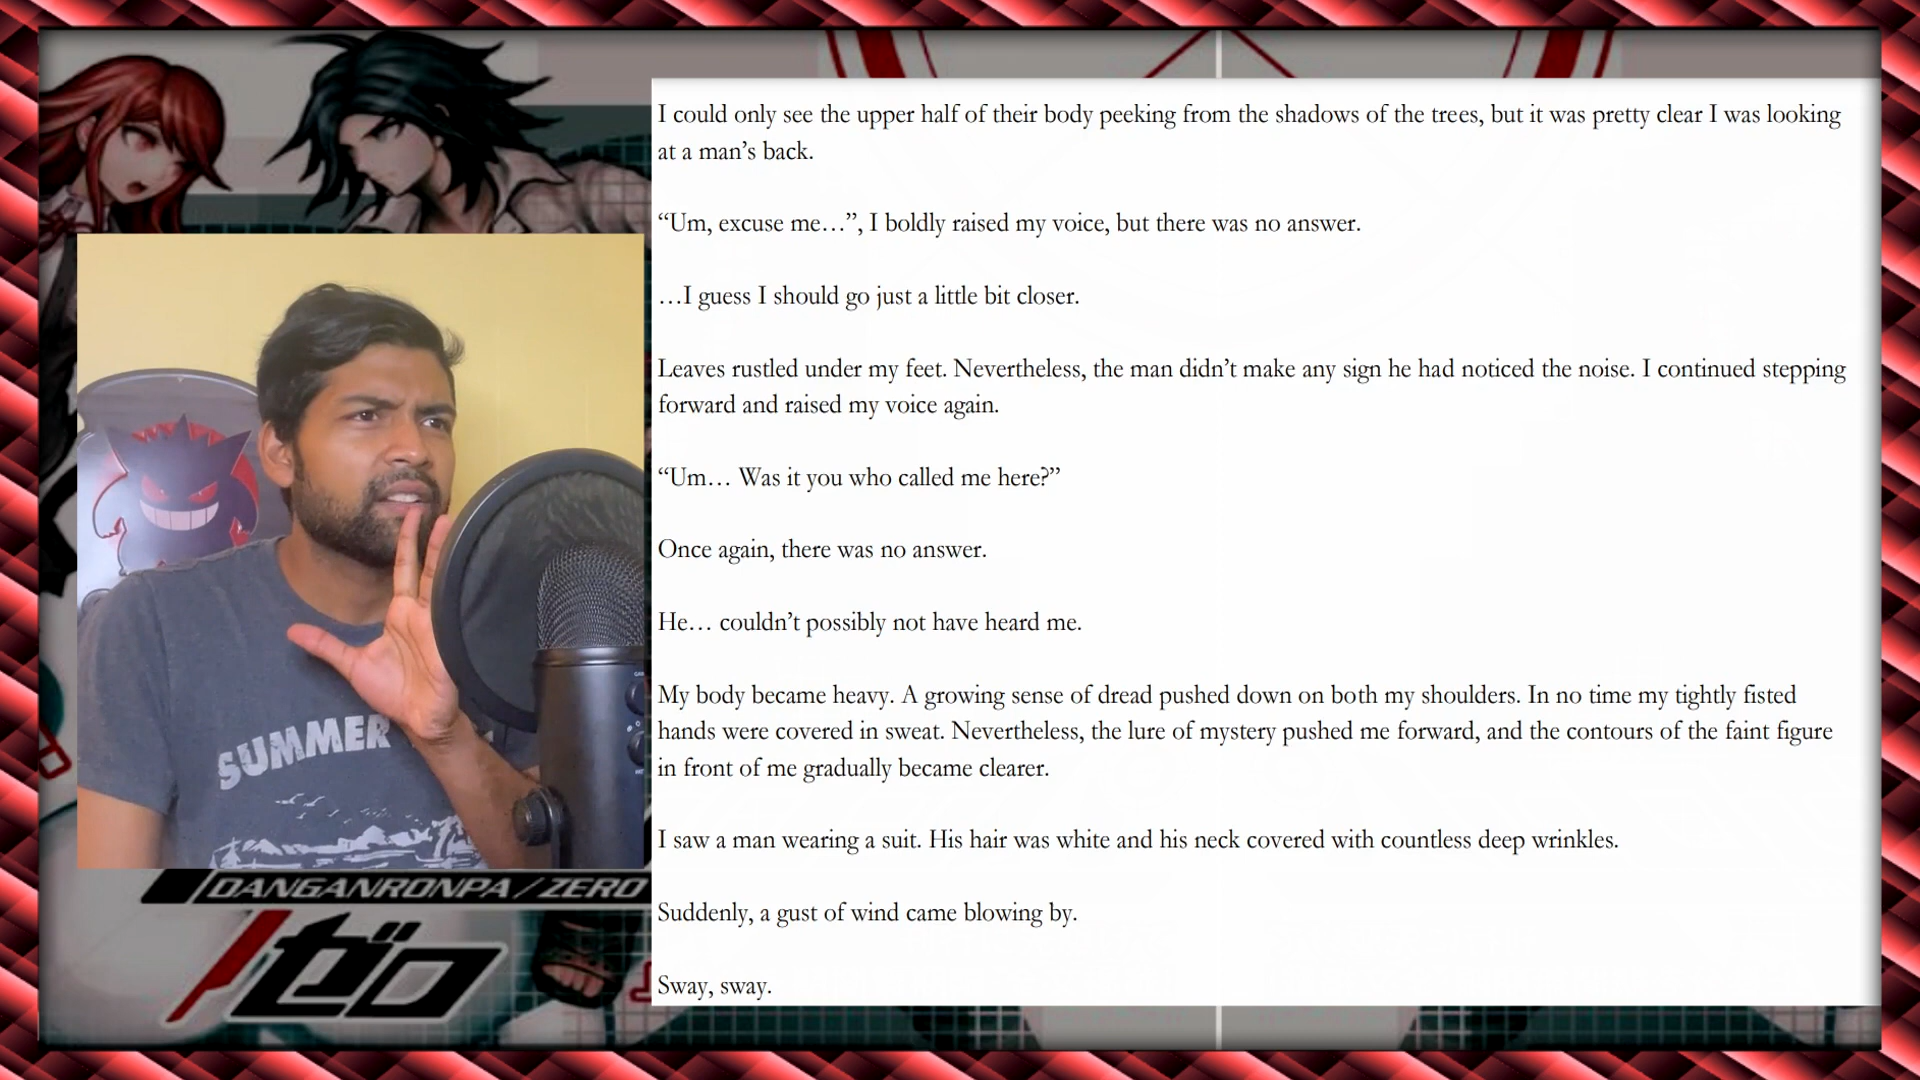 I could only see the upper half of their body peeking from the shadows of the trees, but it was pretty clear I was looking
at a man’s back.
“Um, excuse me…”, I boldly raised my voice, but there was no answer.
…I guess I should go just a little bit closer.
Leaves rustled under my feet. Nevertheless, the man didn’t make any sign he had noticed the noise. I continued stepping
forward and raised my voice again.
“Um… Was it you who called me here?”
Once again, there was no answer.
He… couldn’t possibly not have heard me.
My body became heavy. A growing sense of dread pushed down on both my shoulders. In no time my tightly fisted
hands were covered in sweat. Nevertheless, the lure of mystery pushed me forward, and the contours of the faint figure
in front of me gradually became clearer.
I saw a man wearing a suit. His hair was white and his neck covered with countless deep wrinkles.
Suddenly, a gust of wind came blowing by.
Sway, sway.
SUMMER
DANGANRONPA/ZERO
/ゼロ